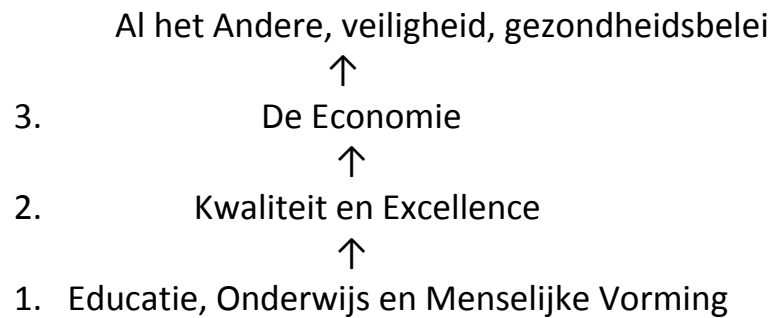 Al het Andere, veiligheid, gezondheidsbelei
↑
3. De Economie
↑
2. Kwaliteit en Excellence
↑
1. Educatie, Onderwijs en Menselijke Vorming